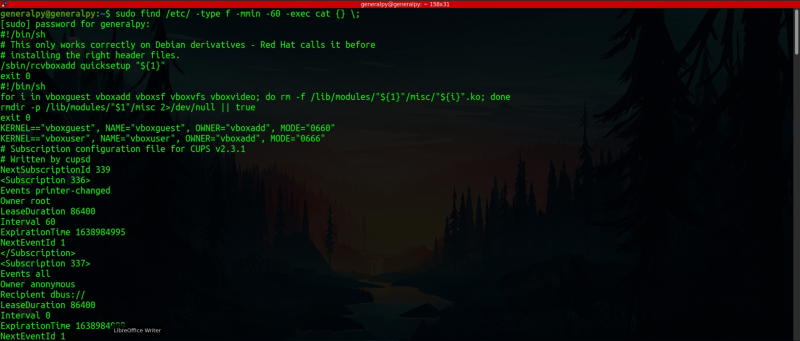 generalpy@generalpy: ~ 158x31
generalpy@generalpy:~$ sudo find /etc/ -type f -mmin -60 -exec cat {} \;
[sudo] password for generalpy:
#!/bin/sh
# This only works correctly on Debian derivatives - Red Hat calls it before
# installing the right header files.
/sbin/rcvboxadd quicksetup "${1}"
exit 0
#!/bin/sh
for i in vboxguest vboxadd vboxsf vboxvfs vboxvideo; do rm -f /lib/modules/"${1}"/misc/"${i}".ko; done
rmdir -p /lib/modules/"$1"/misc 2>/dev/null || true
exit 0
KERNEL=="vboxguest", NAME="vboxguest", OWNER="vboxadd", MODE="0660"
KERNEL=="vboxuser", NAME="vboxuser", OWNER="vboxadd", MODE="0666"
# Subscription configuration file for CUPS v2.3.1
# Written by cupsd
NextSubscriptionId 339
<Subscription 336>
Events printer-changed
Owner root
LeaseDuration 86400
Interval 60
ExpirationTime 1638984995
NextEventId 1
</Subscription>
<Subscription 337>
Events all
Owner anonymous
Recipient dbus://
LeaseDuration 86400
Interval 0
ExpirationTime
LibreOffice Writer
NextEventId 1